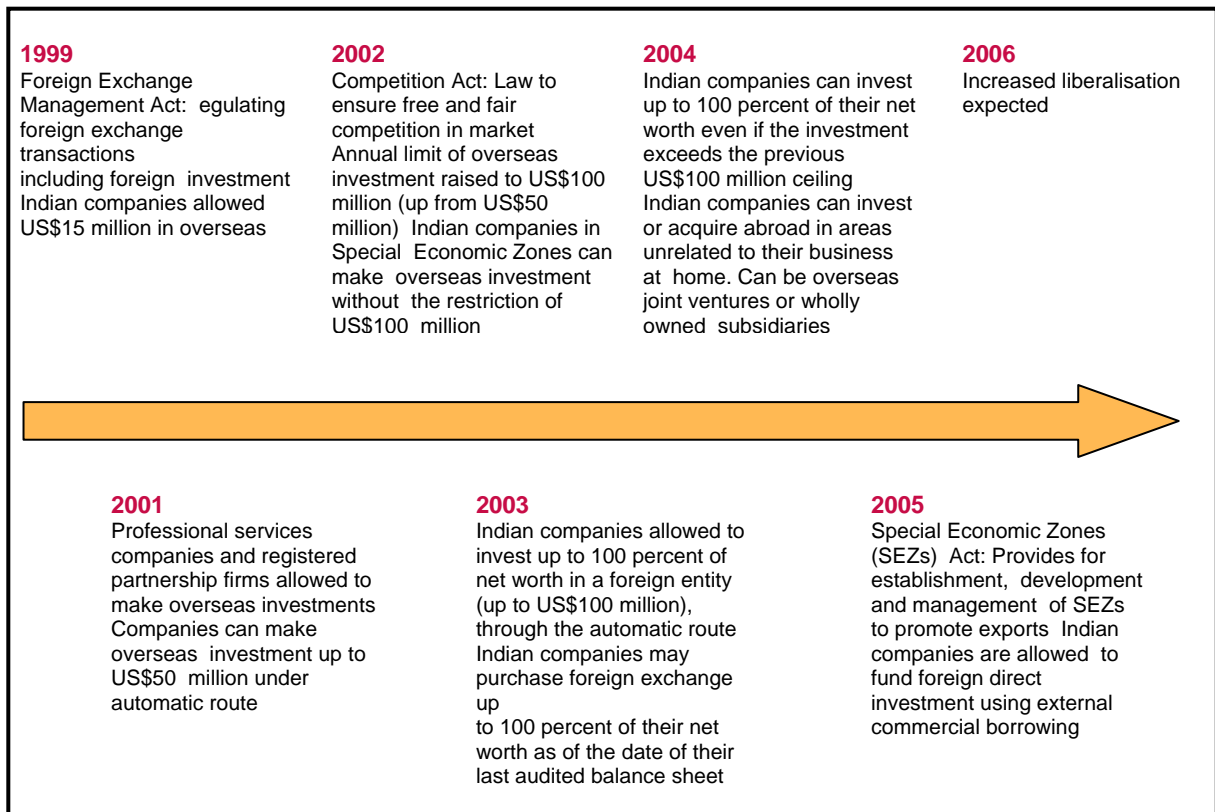 1999
Foreign Exchange
Management Act:  egulating
foreign exchange
transactions
including foreign  investment
Indian companies allowed
US$15 million in overseas
2002
Competition Act: Law to
ensure free and fair
competition in market
Annual limit of overseas
investment raised to US$100
million (up from US$50
million)  Indian companies in
Special  Economic Zones can
make  overseas investment
without  the restriction of
US$100  million
2004
Indian companies can invest
up to 100 percent of their net
worth even if the investment
exceeds the previous
US$100 million ceiling
Indian companies can invest
or acquire abroad in areas
unrelated to their business
at  home. Can be overseas
joint ventures or wholly
owned  subsidiaries
2006
Increased liberalisation
expected
2001
Professional services
companies and registered
partnership firms allowed to
make overseas investments
Companies can make
overseas  investment up to
US$50  million under
automatic route
2003
Indian companies allowed to
invest up to 100 percent of
net worth in a foreign entity
(up to US$100 million),
through the automatic route
Indian companies may
purchase foreign exchange
up
to 100 percent of their net
worth as of the date of their
last audited balance sheet
2005
Special Economic Zones
(SEZs)  Act: Provides for
establishment,  development
and management  of SEZs
to promote exports  Indian
companies are allowed  to
fund foreign direct
investment using external
commercial borrowing